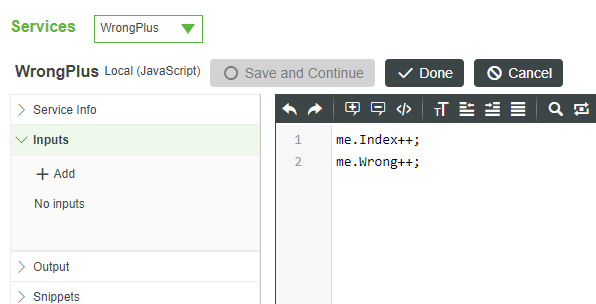 Services WrongPlus
WrongPlus Local (JavaScript) Save and Continue Done Cancel
Service Info
Inputs
Add
No inputs
Output
Snippets
1 me.Index++;
2 me.Wrong++;